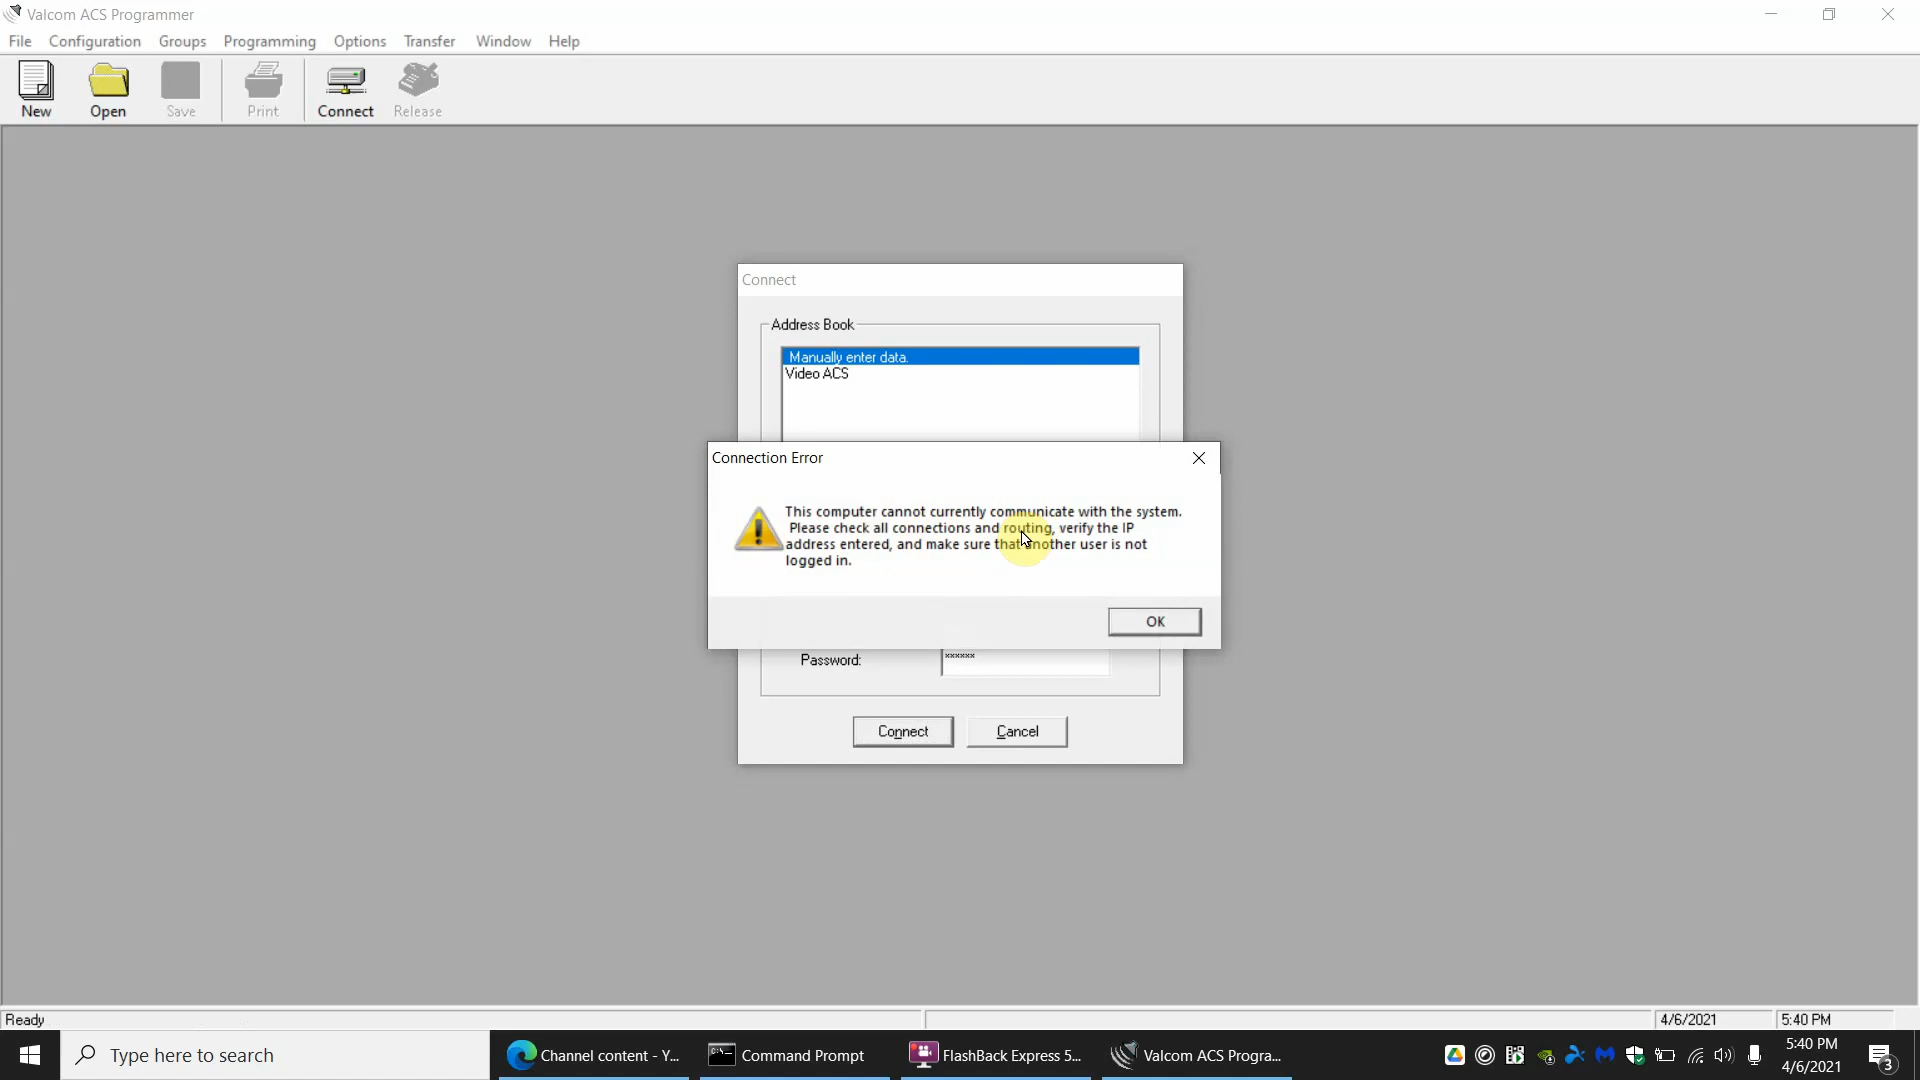 Valcom ACS Programmer
File Configuration Groups Programming Options Transfer Window Help
New Open Save Print Connect Release
Connect
Address Book
Manually enter data.
Video ACS
Connection Error
This computer cannot currently communicate with the system.
Please check all connections and routing, verify the IP
address entered, and make sure that another user is not
logged in.
OK
Password: xxxxxx
Connect Cancel
Ready 4/6/2021 5:40 PM
Type here to search Channel content - Y... Command Prompt FlashBack Express 5... Valcom ACS Progra... 5:40 PM
4/6/2021
3